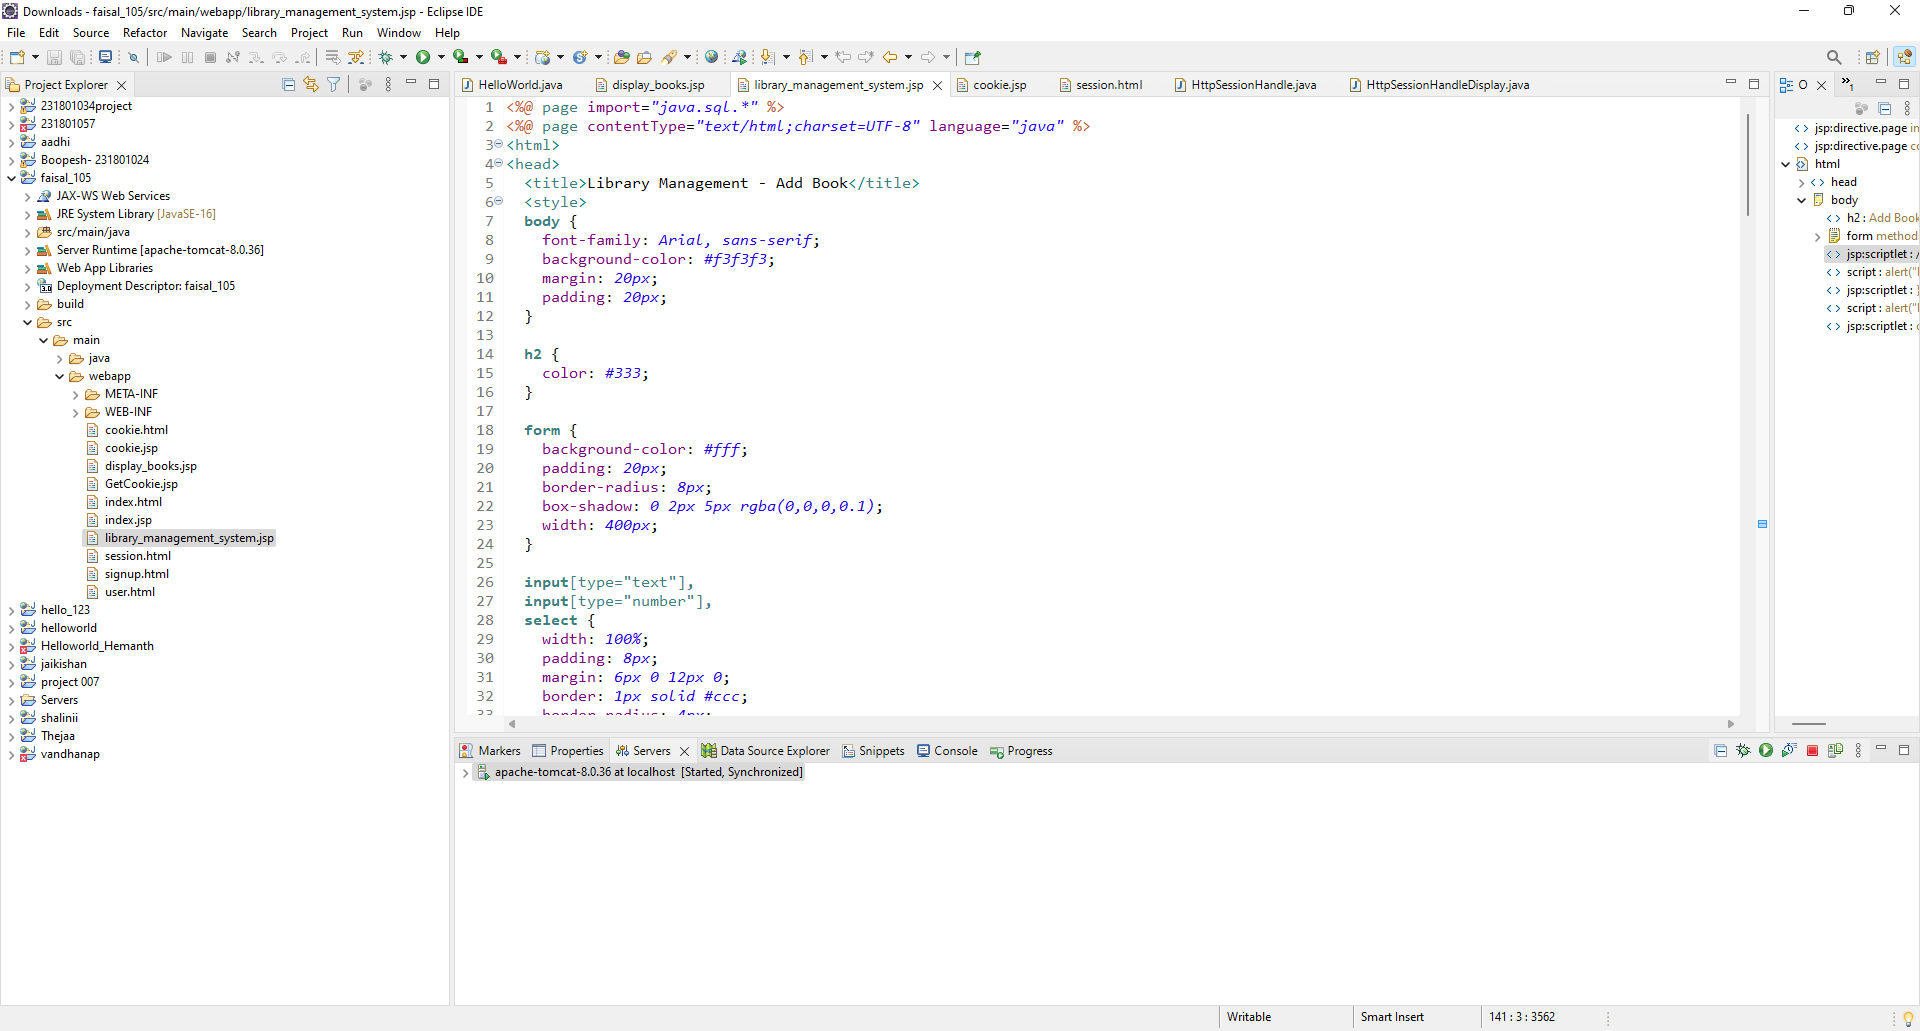 Downloads - faisal_105/src/main/webapp/library_management_system.jsp - Eclipse IDE
File Edit Source Refactor Navigate Search Project Run Window Help
Project Explorer
231801034project
231801057
aadhi
Boopesh- 231801024
faisal_105
JAX-WS Web Services
JRE System Library [JavaSE-16]
src/main/java
Server Runtime [apache-tomcat-8.0.36]
Web App Libraries
Deployment Descriptor: faisal_105
build
src
main
java
webapp
META-INF
WEB-INF
cookie.html
cookie.jsp
display_books.jsp
GetCookie.jsp
index.html
index.jsp
library_management_system.jsp
session.html
signup.html
user.html
hello_123
helloworld
Helloworld_Hemanth
jaikishan
project 007
Servers
shalinii
Thejaa
vandhanap
HelloWorld.java display_books.jsp library_management_system.jsp cookie.jsp session.html HttpSessionHandle.java HttpSessionHandleDisplay.java
1 <%@ page import="java.sql.*" %>
2 <%@ page contentType="text/html;charset=UTF-8" language="java" %>
3 <html>
4 <head>
5 <title>Library Management - Add Book</title>
6 <style>
7 body {
8 font-family: Arial, sans-serif;
9 background-color: #f3f3f3;
10 margin: 20px;
11 padding: 20px;
12 }
13
14 h2 {
15 color: #333;
16 }
17
18 form {
19 background-color: #fff;
20 padding: 20px;
21 border-radius: 8px;
22 box-shadow: 0 2px 5px rgba(0,0,0,0.1);
23 width: 400px;
24 }
25
26 input[type="text"],
27 input[type="number"],
28 select {
29 width: 100%;
30 padding: 8px;
31 margin: 6px 0 12px 0;
32 border: 1px solid #ccc;
33 border-radius: 4px;
O
jsp:directive.page in
jsp:directive.page co
html
head
body
h2 : Add Book
form method
jsp:scriptlet : /
script : alert("
jsp:scriptlet : }
script : alert("
jsp:scriptlet :
Markers Properties Servers Data Source Explorer Snippets Console Progress
apache-tomcat-8.0.36 at localhost [Started, Synchronized]
Writable Smart Insert 141 : 3 : 3562